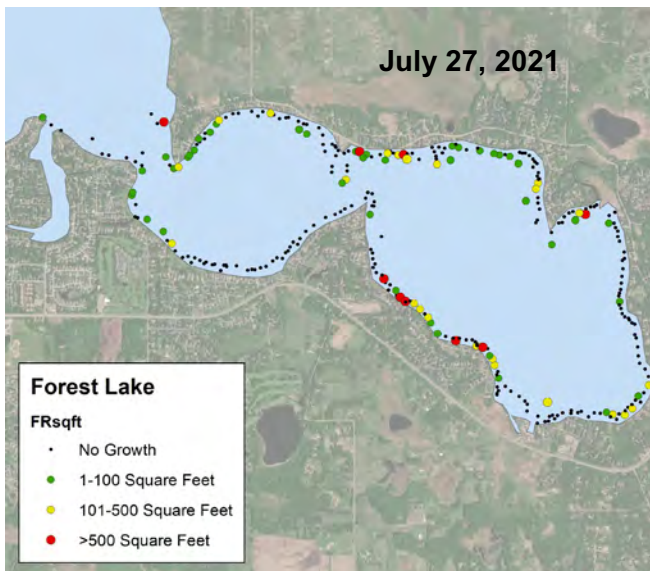 July 27, 2021
Forest Lake
FRsqft
No Growth
1-100 Square Feet
101-500 Square Feet
>500 Square Feet